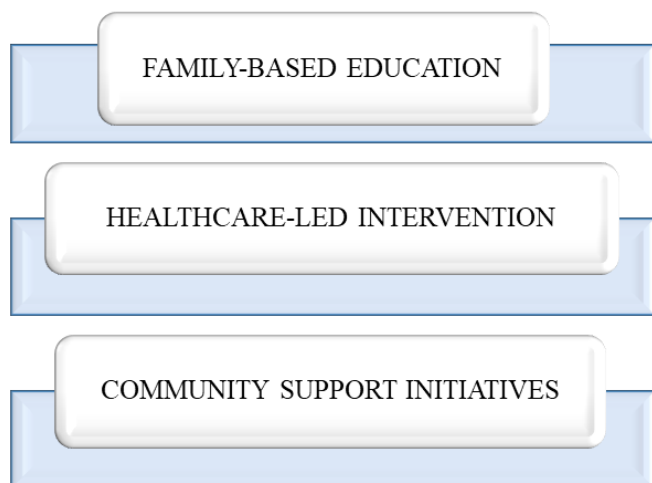 FAMILY-BASED EDUCATION
HEALTHCARE-LED INTERVENTION
COMMUNITY SUPPORT INITIATIVES